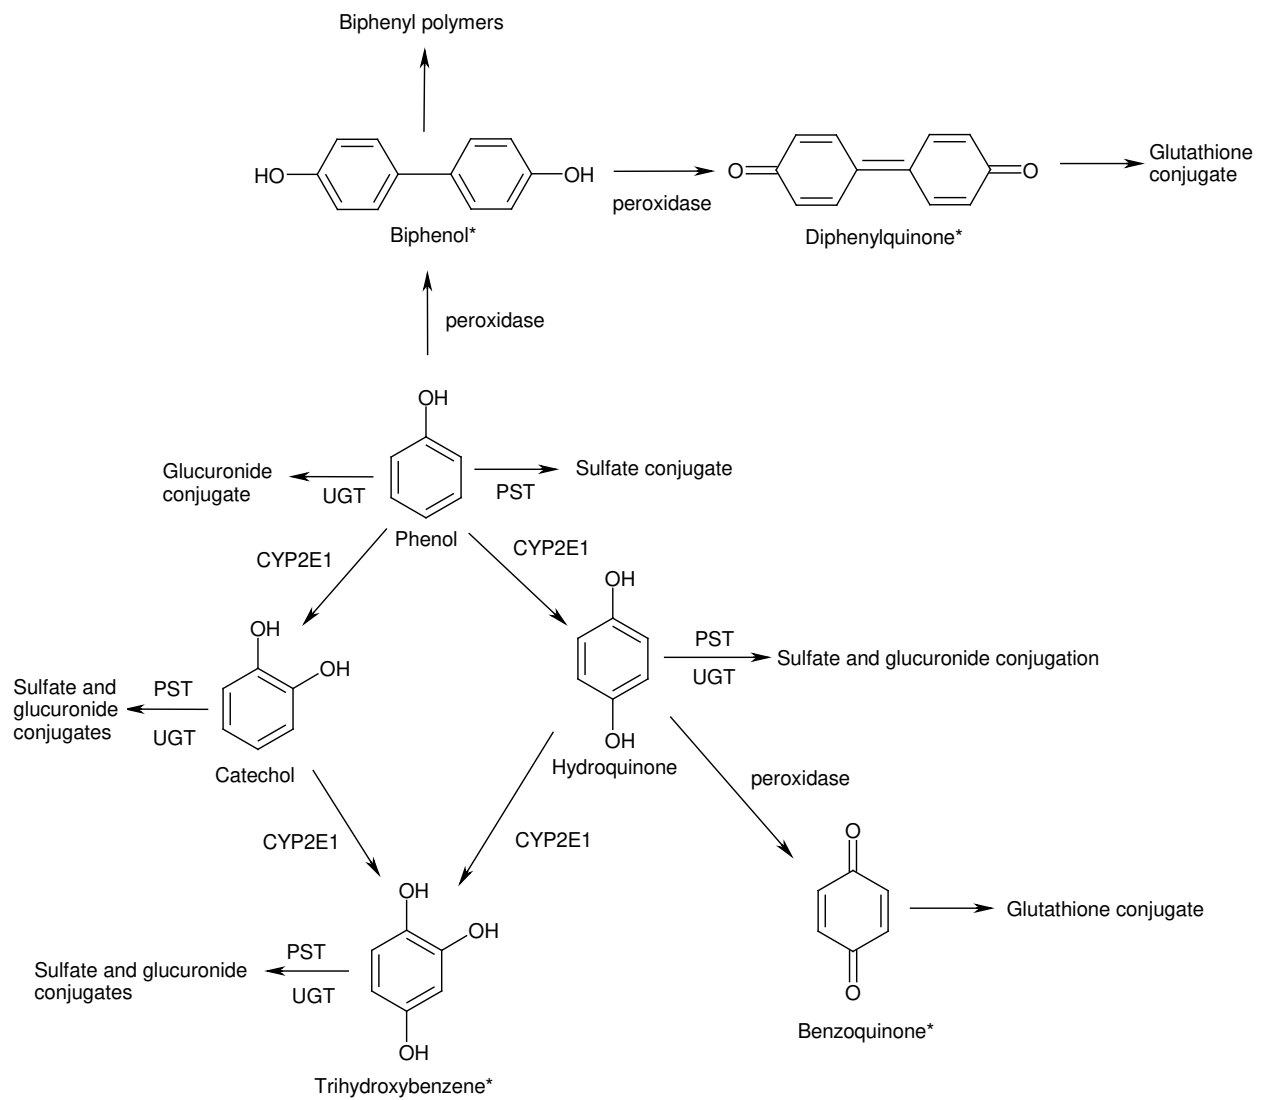 Biphenyl polymers
HO
OH
Biphenol*
peroxidase
O
O
Diphenylquinone*
Glutathione
conjugate
peroxidase
OH
Glucuronide
conjugate
UGT
PST
Sulfate conjugate
Phenol
CYP2E1
CYP2E1
OH
OH
Catechol
PST
UGT
Sulfate and
glucuronide
conjugates
OH
OH
Hydroquinone
PST
UGT
Sulfate and glucuronide conjugation
peroxidase
CYP2E1
CYP2E1
OH
OH
OH
Trihydroxybenzene*
PST
UGT
Sulfate and glucuronide
conjugates
O
O
Benzoquinone*
Glutathione conjugate